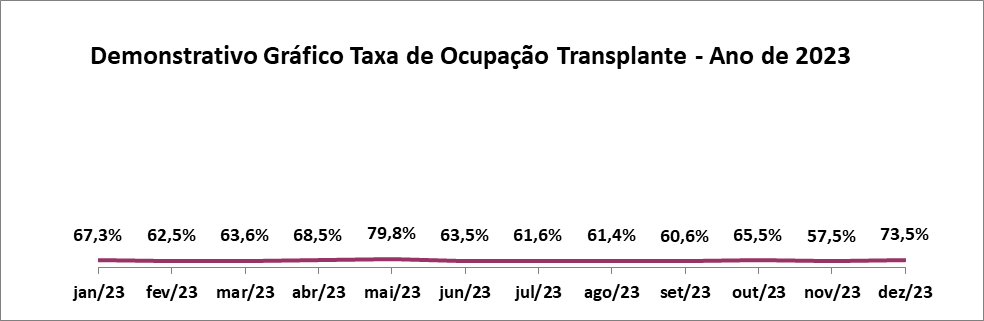 Demonstrativo Gráfico Taxa de Ocupação Transplante - Ano de 2023
67,3% 62,5% 63,6% 68,5% 79,8% 63,5% 61,6% 61,4% 60,6% 65,5% 57,5% 73,5%
jan/23 fev/23 mar/23 abr/23 mai/23 jun/23 jul/23 ago/23 set/23 out/23 nov/23 dez/23